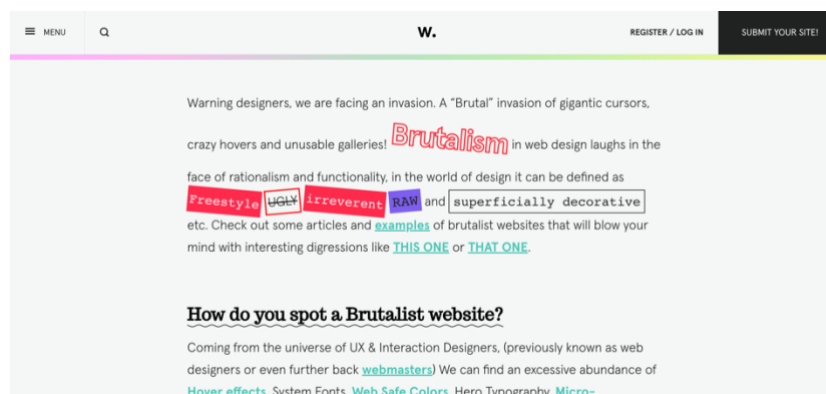 MENU
W.
REGISTER / LOG IN
SUBMIT YOUR SITE!
Warning designers, we are facing an invasion. A “Brutal” invasion of gigantic cursors,
crazy hovers and unusable galleries! Brutalism in web design laughs in the
face of rationalism and functionality, in the world of design it can be defined as
Freestyle UGLY irreverent RAW and superficially decorative
etc. Check out some articles and examples of brutalist websites that will blow your
mind with interesting digressions like THIS ONE or THAT ONE.
How do you spot a Brutalist website?
Coming from the universe of UX & Interaction Designers, (previously known as web
designers or even further back webmasters) We can find an excessive abundance of
Hover effects, System Fonts, Web Safe Colors, Hero Typography, Micro-